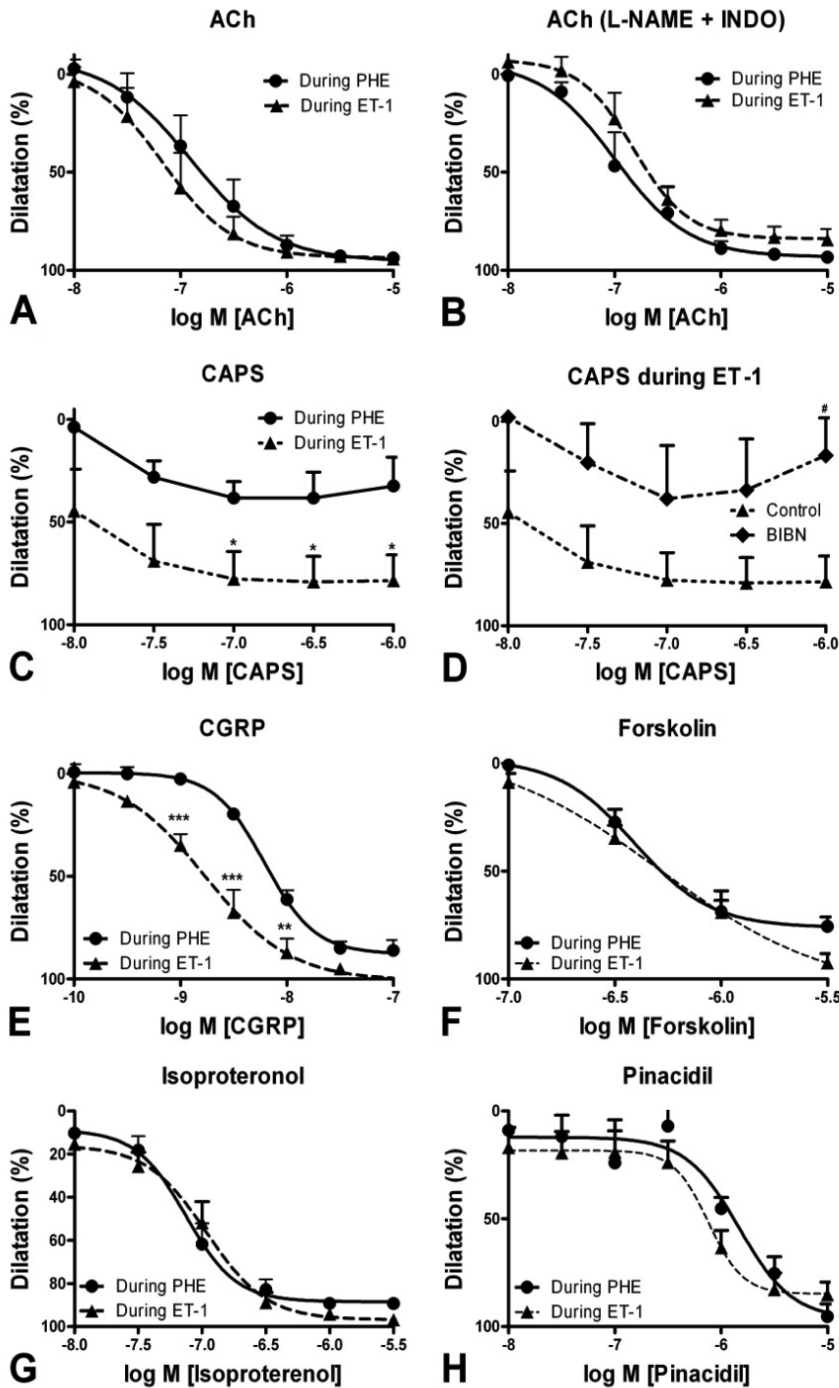 ACh
Dilatation (%)
0
50
100
During PHE
During ET-1
-8
-7
-6
-5
log M [ACh]
A
ACh (L-NAME + INDO)
Dilatation (%)
0
50
100
During PHE
During ET-1
-8
-7
-6
-5
log M [ACh]
B
CAPS
Dilatation (%)
0
50
100
During PHE
During ET-1
*
*
*
-8.0
-7.5
-7.0
-6.5
-6.0
log M [CAPS]
C
CAPS during ET-1
Dilatation (%)
0
50
100
#
Control
BIBN
-8.0
-7.5
-7.0
-6.5
-6.0
log M [CAPS]
D
CGRP
Dilatation (%)
0
50
100
***
***
**
During PHE
During ET-1
-10
-9
-8
-7
log M [CGRP]
E
Forskolin
Dilatation (%)
0
50
100
During PHE
During ET-1
-7.0
-6.5
-6.0
-5.5
log M [Forskolin]
F
Isoproteronol
Dilatation (%)
0
20
40
60
80
100
During PHE
During ET-1
-8.0
-7.5
-7.0
-6.5
-6.0
-5.5
log M [Isoproterenol]
G
Pinacidil
Dilatation (%)
0
50
100
During PHE
During ET-1
-8
-7
-6
-5
log M [Pinacidil]
H